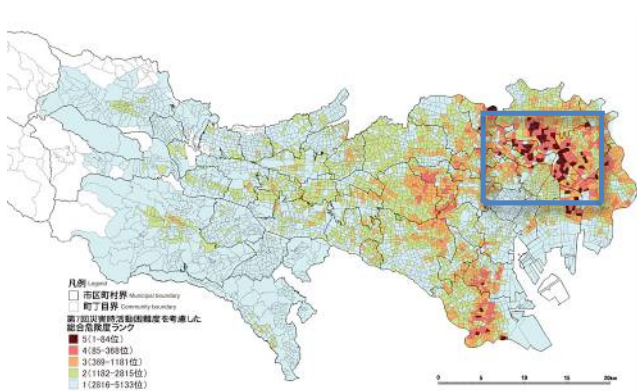 凡例 Legend
市区町村界 Municipal boundary
町丁目界 Community boundary
第7回災害時活動困難度を考慮した
総合危険度ランク
5 (1-84位)
4 (85-368位)
3 (369-1181位)
2 (1182-2815位)
1 (2816-5133位)
0 5 10 15 20km